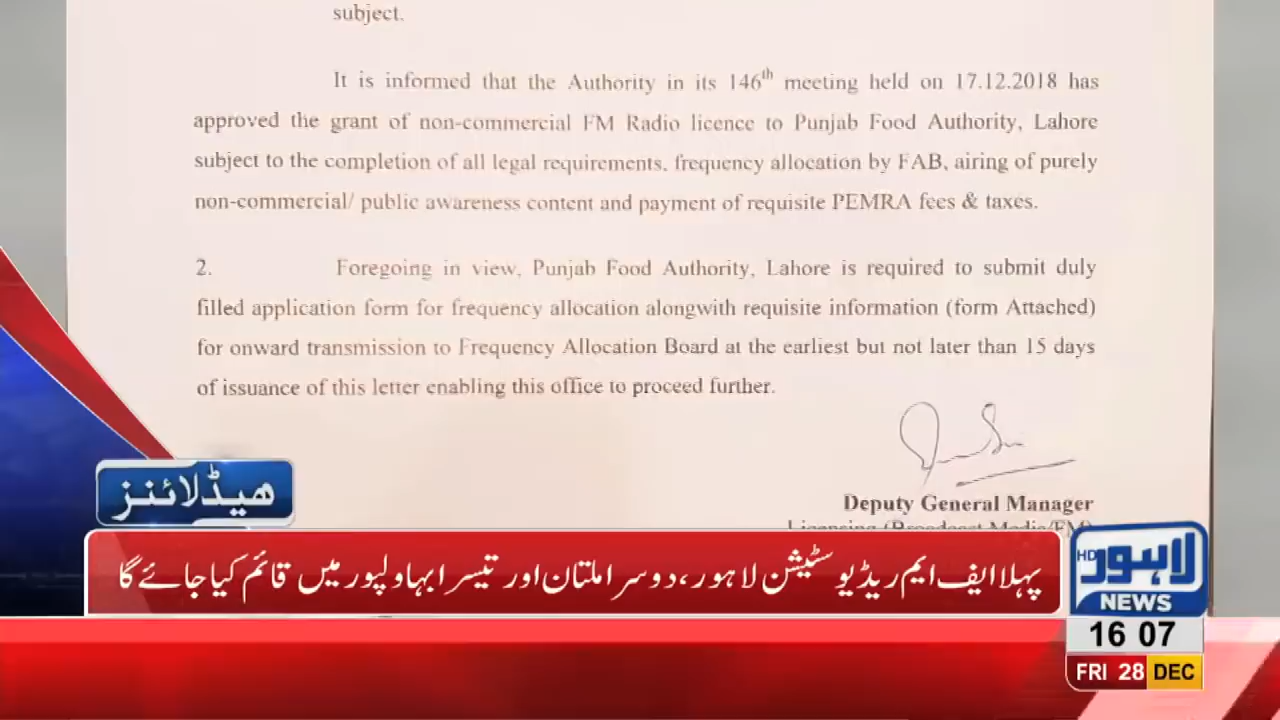 subject.
It is informed that the Authority in its 146th meeting held on 17.12.2018 has
approved the grant of non-commercial FM Radio licence to Punjab Food Authority, Lahore
subject to the completion of all legal requirements, frequency allocation by FAB, airing of purely
non-commercial/ public awareness content and payment of requisite PEMRA fees & taxes.
2. Foregoing in view, Punjab Food Authority, Lahore is required to submit duly
filled application form for frequency allocation alongwith requisite information (form Attached)
for onward transmission to Frequency Allocation Board at the earliest but not later than 15 days
of issuance of this letter enabling this office to proceed further.
Deputy General Manager
Licensing (Broadcast Media/FM)
ہیڈلائنز
پہلا ایف ایم ریڈیو سٹیشن لاہور، دوسرا ملتان اور تیسرا بہاولپور میں قائم کیا جائے گا
لاہور HD
NEWS
16 07
FRI 28 DEC